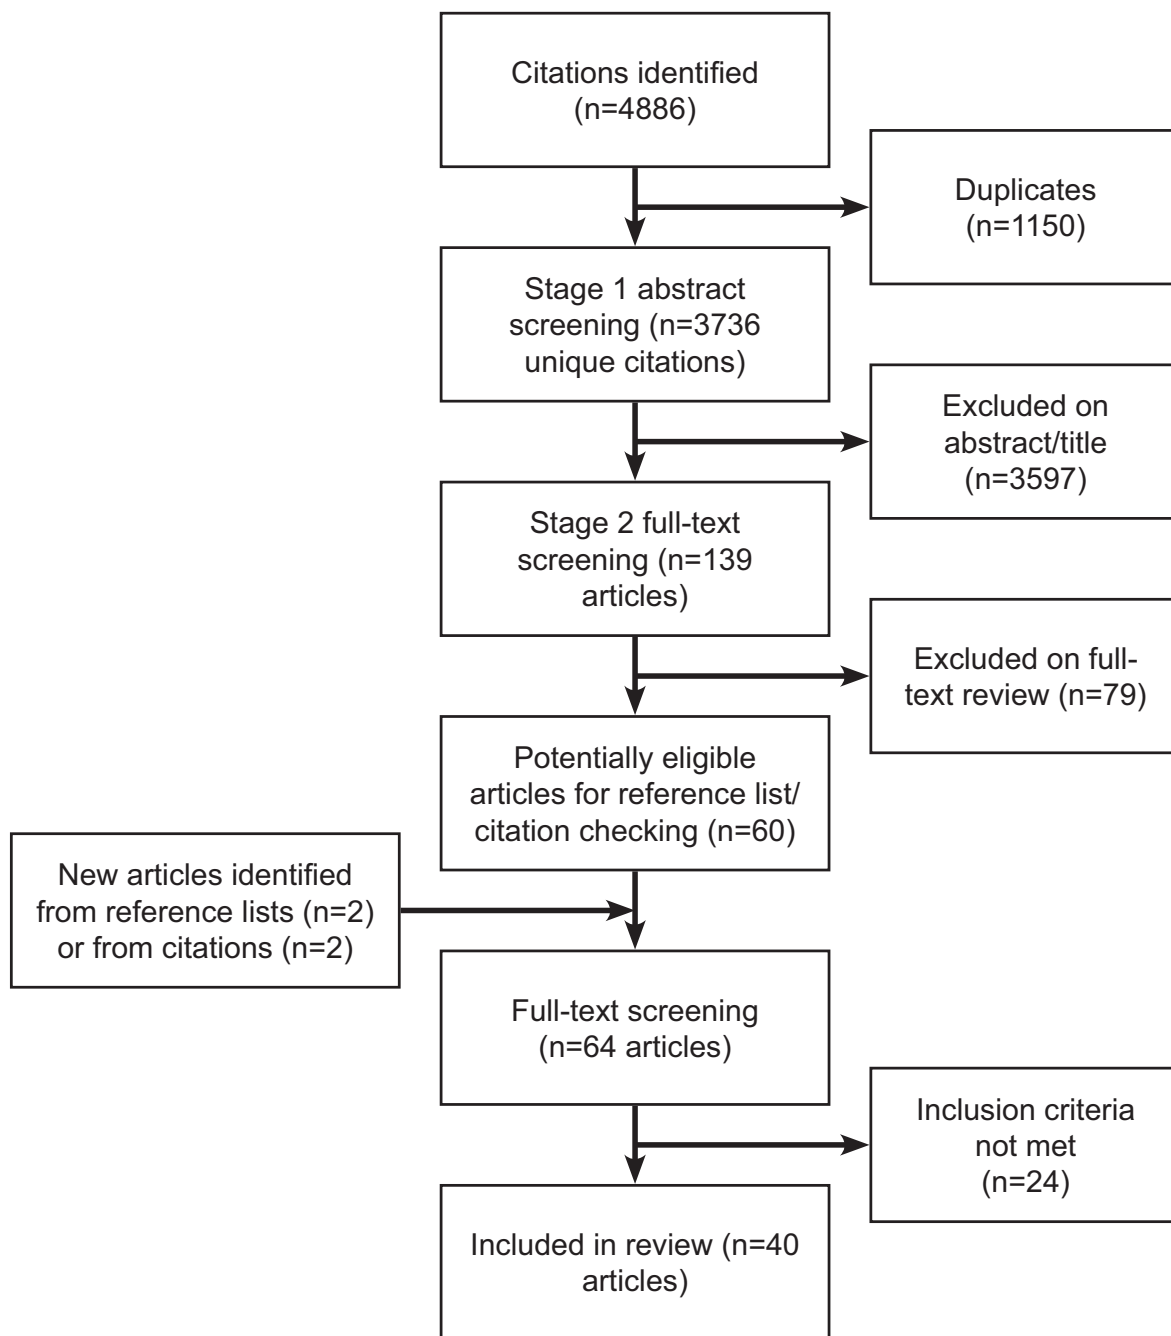 Citations identified
(n=4886)
Duplicates
(n=1150)
Stage 1 abstract
screening (n=3736
unique citations)
Excluded on
abstract/title
(n=3597)
Stage 2 full-text
screening (n=139
articles)
Excluded on full-
text review (n=79)
Potentially eligible
articles for reference list/
citation checking (n=60)
New articles identified
from reference lists (n=2)
or from citations (n=2)
Full-text screening
(n=64 articles)
Inclusion criteria
not met
(n=24)
Included in review (n=40
articles)